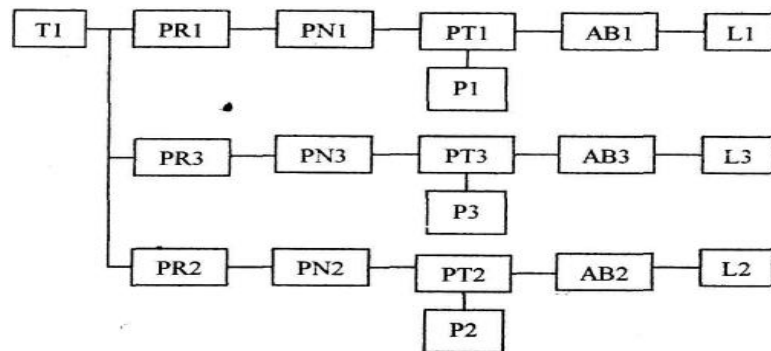 T1 PR1 PN1 PT1 AB1 L1
P1
PR3 PN3 PT3 AB3 L3
P3
PR2 PN2 PT2 AB2 L2
P2